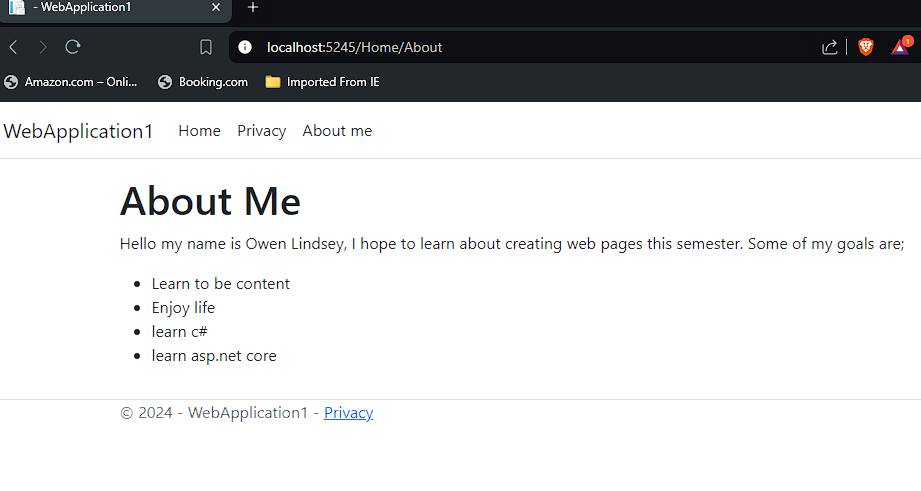 - WebApplication1
localhost:5245/Home/About
1
Amazon.com – Onli... Booking.com Imported From IE
WebApplication1 Home Privacy About me
About Me
Hello my name is Owen Lindsey, I hope to learn about creating web pages this semester. Some of my goals are;
• Learn to be content
• Enjoy life
• learn c#
• learn asp.net core
© 2024 - WebApplication1 - Privacy